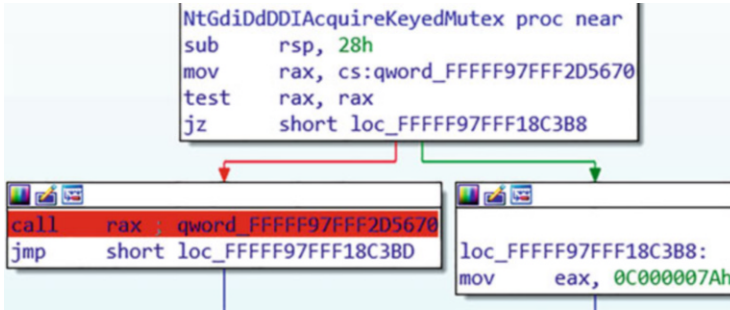 NtGdiDdDDIAcquireKeyedMutex proc near
sub rsp, 28h
mov rax, cs:qword_FFFFF97FFF2D5670
test rax, rax
jz short loc_FFFFF97FFF18C3B8
call rax ; qword_FFFFF97FFF2D5670
jmp short loc_FFFFF97FFF18C3BD
loc_FFFFF97FFF18C3B8:
mov eax, 0C000007Ah